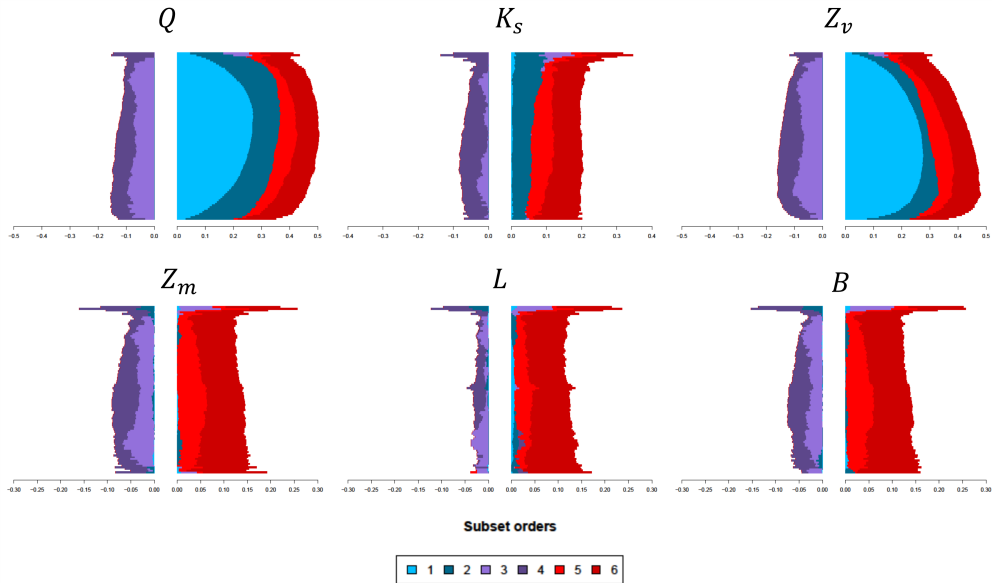 Q K_s Z_v
-0.5 -0.4 -0.3 -0.2 -0.1 0.0 0.0 0.1 0.2 0.3 0.4 0.5 -0.4 -0.3 -0.2 -0.1 0.0 0.0 0.1 0.2 0.3 0.4 -0.5 -0.4 -0.3 -0.2 -0.1 0.0 0.0 0.1 0.2 0.3 0.4 0.5
Z_m L B
-0.30 -0.25 -0.20 -0.15 -0.10 -0.05 0.00 0.00 0.05 0.10 0.15 0.20 0.25 0.30 -0.30 -0.25 -0.20 -0.15 -0.10 -0.05 0.00 0.00 0.05 0.10 0.15 0.20 0.25 0.30 -0.30 -0.25 -0.20 -0.15 -0.10 -0.05 0.00 0.00 0.05 0.10 0.15 0.20 0.25 0.30
Subset orders
1 2 3 4 5 6